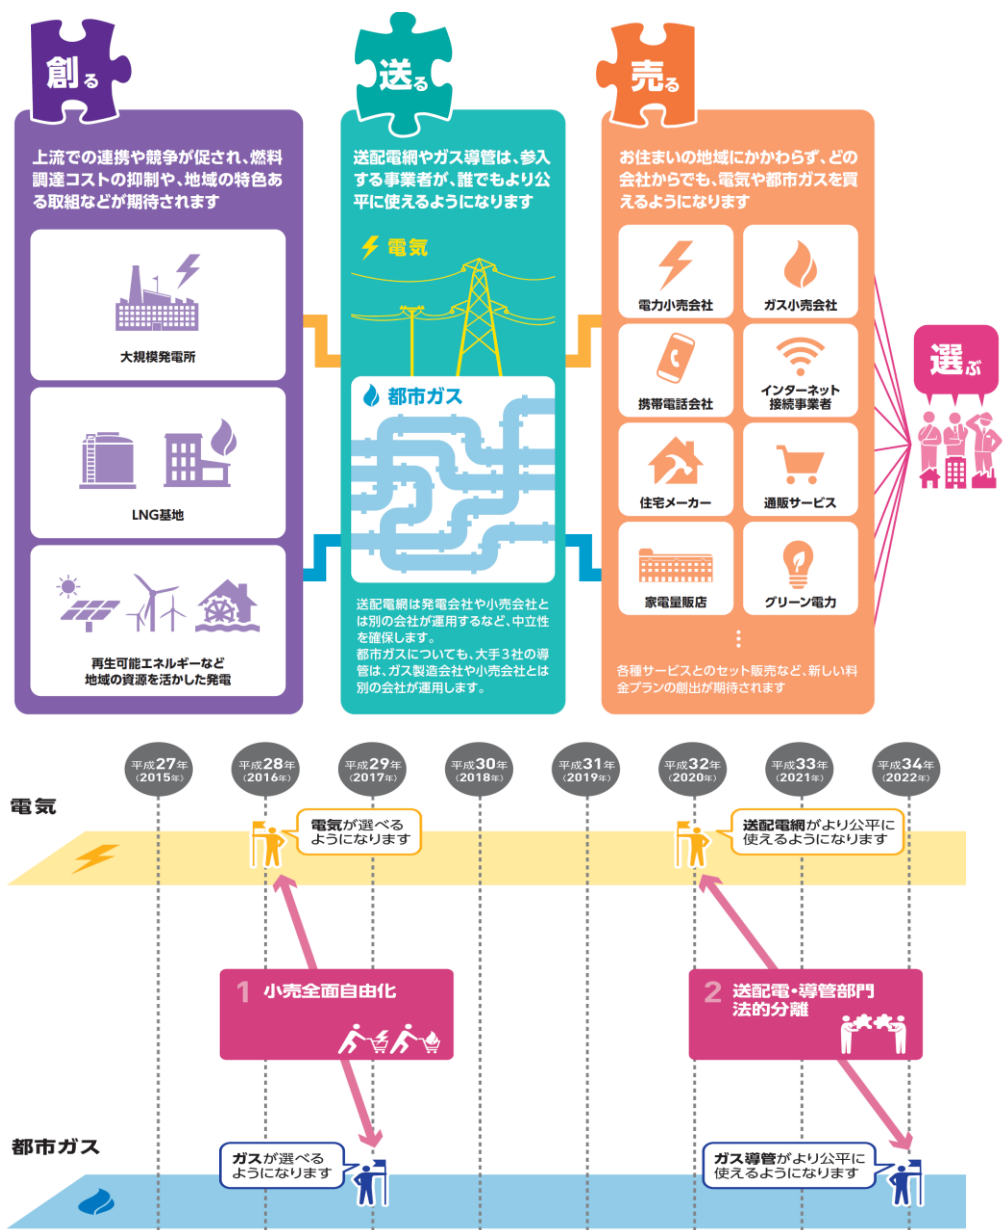 創る
上流での連携や競争が促され、燃料
調達コストの抑制や、地域の特色あ
る取組などが期待されます
大規模発電所
LNG基地
再生可能エネルギーなど
地域の資源を活かした発電
送る
送配電網やガス導管は、参入
する事業者が、誰でもより公
平に使えるようになります
電気
都市ガス
送配電網は発電会社や小売会社と
は別の会社が運用するなど、中立性
を確保します。
都市ガスについても、大手3社の導
管は、ガス製造会社や小売会社とは
別の会社が運用します。
売る
お住まいの地域にかかわらず、どの
会社からでも、電気や都市ガスを買
えるようになります
電力小売会社
ガス小売会社
携帯電話会社
インターネット
接続事業者
住宅メーカー
通販サービス
家電量販店
グリーン電力
⋮
各種サービスとのセット販売など、新しい料
金プランの創出が期待されます
選ぶ
平成27年
(2015年)
平成28年
(2016年)
平成29年
(2017年)
平成30年
(2018年)
平成31年
(2019年)
平成32年
(2020年)
平成33年
(2021年)
平成34年
(2022年)
電気
電気が選べる
ようになります
送配電網がより公平に
使えるようになります
1 小売全面自由化
2 送配電・導管部門
法的分離
都市ガス
ガスが選べる
ようになります
ガス導管がより公平に
使えるようになります